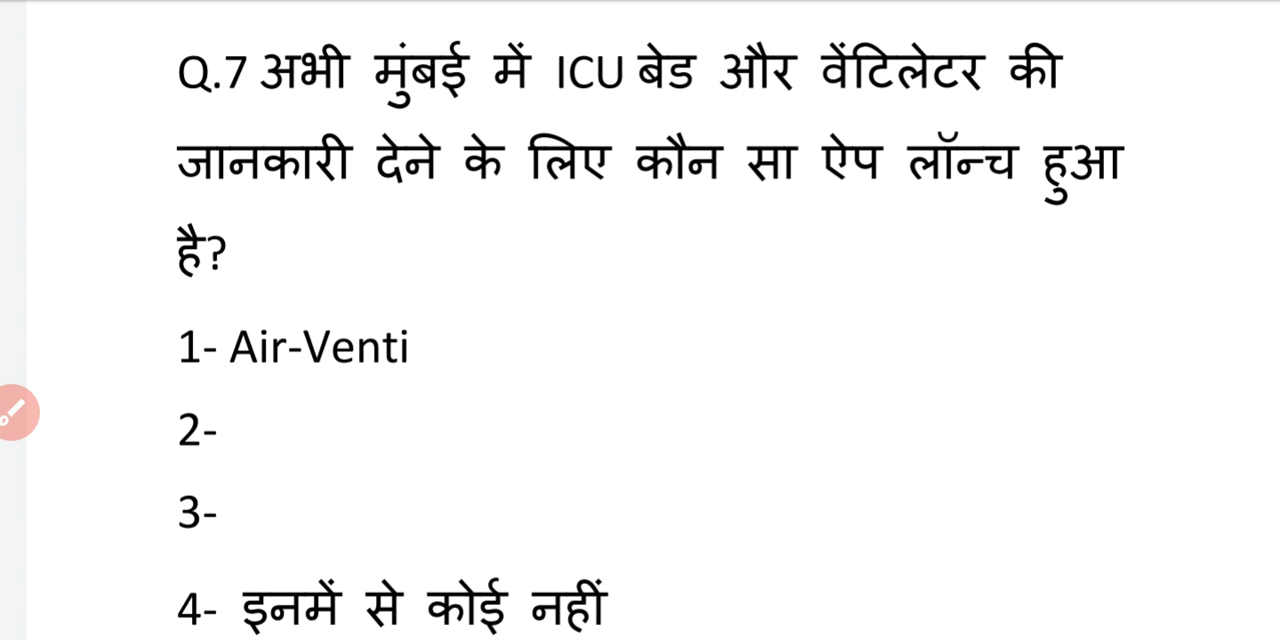 Q.7 अभी मुंबई में ICU बेड और वेंटिलेटर की
जानकारी देने के लिए कौन सा ऐप लॉन्च हुआ
है?
1- Air-Venti
2-
3-
4- इनमें से कोई नहीं